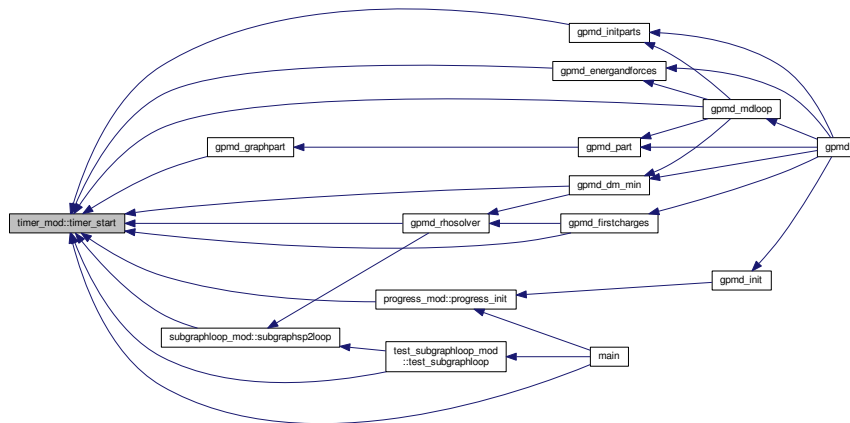 gpmd_initparts
gpmd_energandforces
gpmd_mdloop
gpmd_graphpart
gpmd_part
gpmd
gpmd_dm_min
timer_mod::timer_start
gpmd_rhosolver
gpmd_firstcharges
gpmd_init
progress_mod::progress_init
subgraphloop_mod::subgraphsp2loop
test_subgraphloop_mod
::test_subgraphloop
main